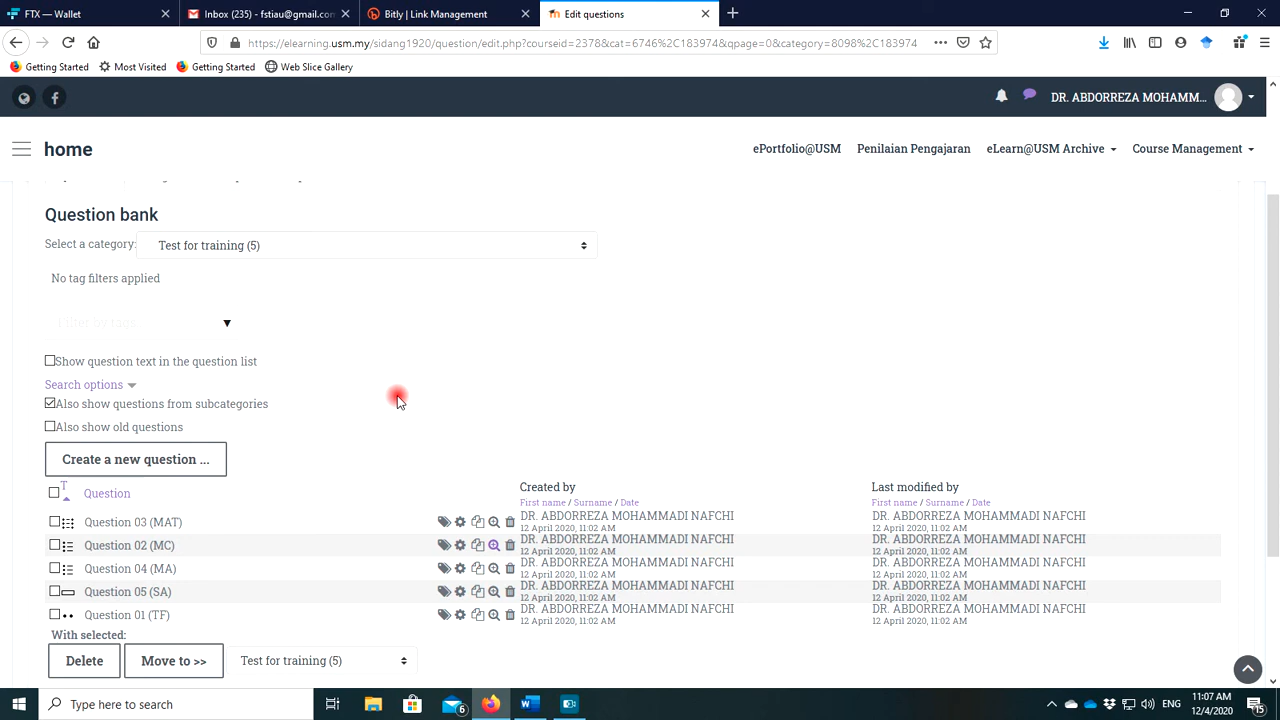 FTX — Wallet
Inbox (235) - fstiau@gmail.com
Bitly | Link Management
Edit questions
https://elearning.usm.my/sidang1920/question/edit.php?courseid=2378&cat=6746%2C183974&qpage=0&category=8098%2C183974
Getting Started
Most Visited
Getting Started
Web Slice Gallery
DR. ABDORREZA MOHAMM...
home
ePortfolio@USM
Penilaian Pengajaran
eLearn@USM Archive
Course Management
Question bank
Select a category:
Test for training (5)
No tag filters applied
Filter by tags
Show question text in the question list
Search options
Also show questions from subcategories
Also show old questions
Create a new question ...
T
Question
Created by
Last modified by
First name / Surname / Date
First name / Surname / Date
Question 03 (MAT)
DR. ABDORREZA MOHAMMADI NAFCHI
DR. ABDORREZA MOHAMMADI NAFCHI
12 April 2020, 11:02 AM
12 April 2020, 11:02 AM
Question 02 (MC)
DR. ABDORREZA MOHAMMADI NAFCHI
DR. ABDORREZA MOHAMMADI NAFCHI
12 April 2020, 11:02 AM
12 April 2020, 11:02 AM
Question 04 (MA)
DR. ABDORREZA MOHAMMADI NAFCHI
DR. ABDORREZA MOHAMMADI NAFCHI
12 April 2020, 11:02 AM
12 April 2020, 11:02 AM
Question 05 (SA)
DR. ABDORREZA MOHAMMADI NAFCHI
DR. ABDORREZA MOHAMMADI NAFCHI
12 April 2020, 11:02 AM
12 April 2020, 11:02 AM
Question 01 (TF)
DR. ABDORREZA MOHAMMADI NAFCHI
DR. ABDORREZA MOHAMMADI NAFCHI
12 April 2020, 11:02 AM
12 April 2020, 11:02 AM
With selected:
Delete
Move to >>
Test for training (5)
Type here to search
6
ENG
11:07 AM
12/4/2020
15